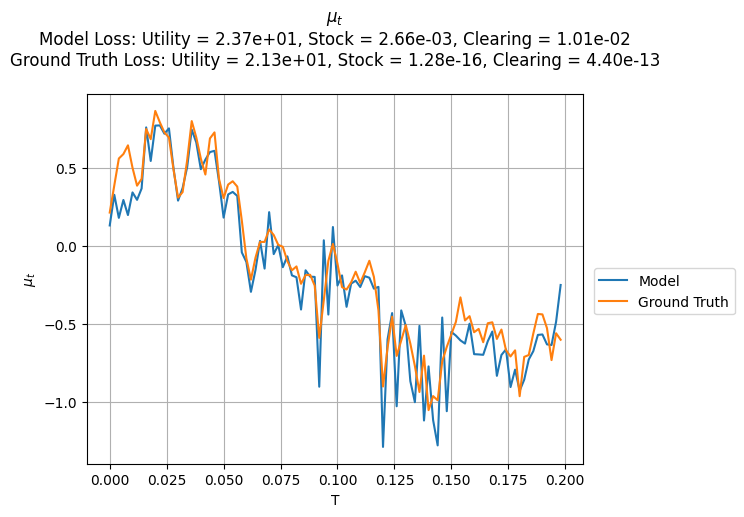 μ_t
Model Loss: Utility = 2.37e+01, Stock = 2.66e-03, Clearing = 1.01e-02
Ground Truth Loss: Utility = 2.13e+01, Stock = 1.28e-16, Clearing = 4.40e-13
0.5
0.0
−0.5
−1.0
μ_t
0.000
0.025
0.050
0.075
0.100
0.125
0.150
0.175
0.200
T
Model
Ground Truth